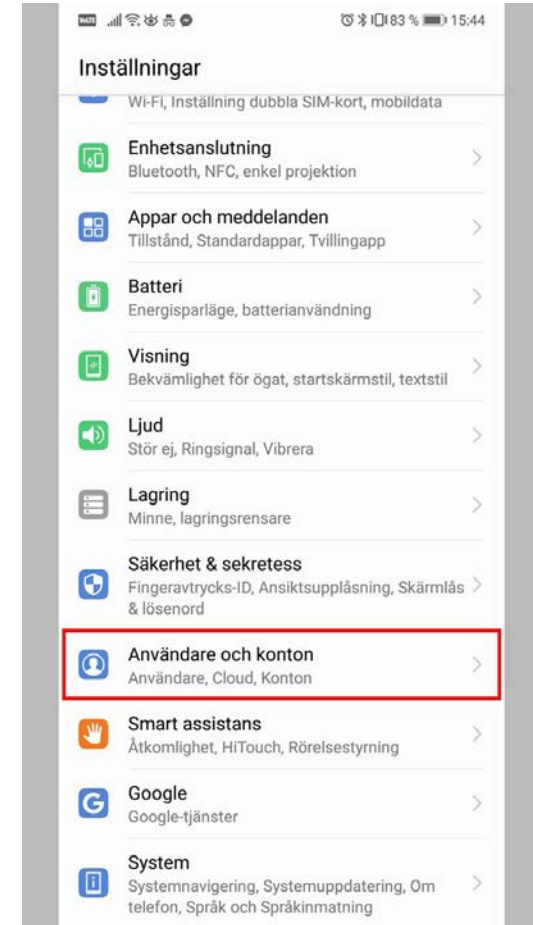 VoLTE 83 % 15:44
Inställningar
Wi-Fi, Inställning dubbla SIM-kort, mobildata
Enhetsanslutning
Bluetooth, NFC, enkel projektion
Appar och meddelanden
Tillstånd, Standardappar, Tvillingapp
Batteri
Energisparläge, batterianvändning
Visning
Bekvämlighet för ögat, startskärmstil, textstil
Ljud
Stör ej, Ringsignal, Vibrera
Lagring
Minne, lagringsrensare
Säkerhet & sekretess
Fingeravtrycks-ID, Ansiktsupplåsning, Skärmlås
& lösenord
Användare och konton
Användare, Cloud, Konton
Smart assistans
Åtkomlighet, HiTouch, Rörelsestyrning
Google
Google-tjänster
System
Systemnavigering, Systemuppdatering, Om
telefon, Språk och Språkinmatning